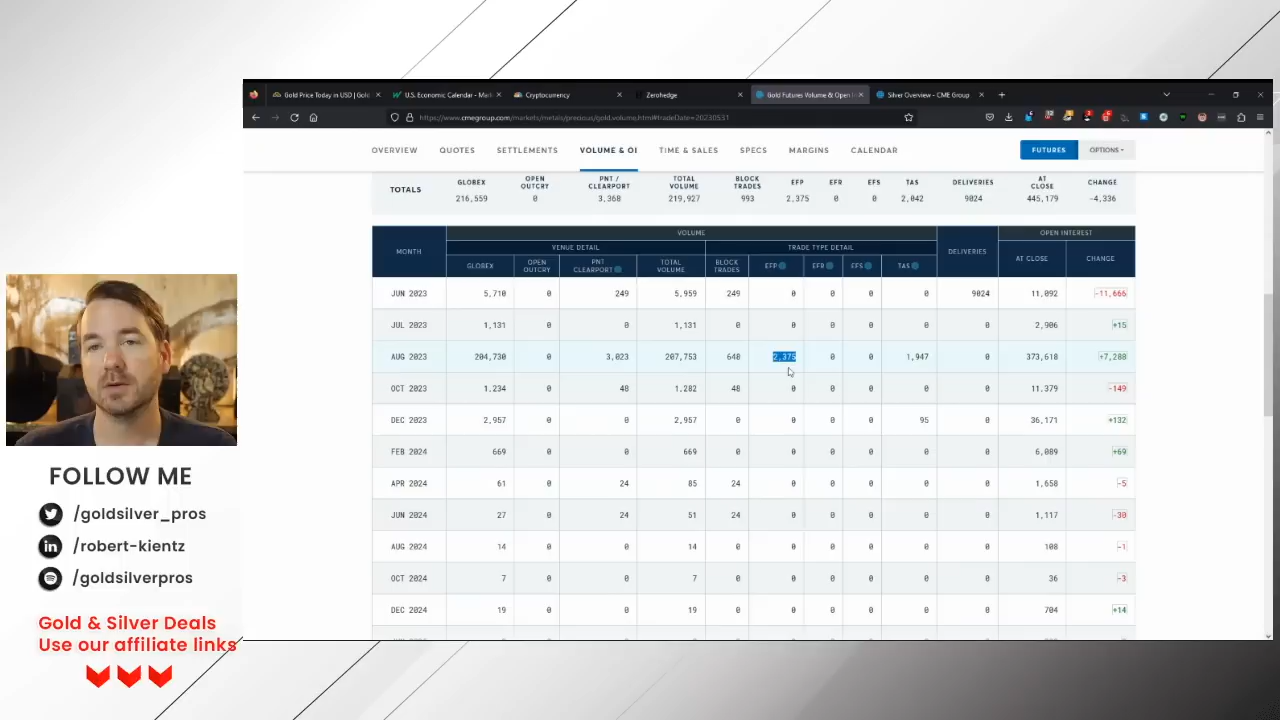 Gold Price Today in USD | Gold
U.S. Economic Calendar - Mark
Cryptocurrency
Zerohedge
Gold Futures Volume & Open In
Silver Overview - CME Group
https://www.cmegroup.com/markets/metals/precious/gold.volume.html#tradeDate=20230531
OVERVIEW QUOTES SETTLEMENTS VOLUME & OI TIME & SALES SPECS MARGINS CALENDAR FUTURES OPTIONS
TOTALS GLOBEX OPEN OUTCRY PNT / CLEARPORT TOTAL VOLUME BLOCK TRADES EFP EFR EFS TAS DELIVERIES AT CLOSE CHANGE
216,559 0 3,368 219,927 993 2,375 0 0 2,042 9024 445,179 -4,336
VOLUME
MONTH VENUE DETAIL TRADE TYPE DETAIL DELIVERIES OPEN INTEREST
GLOBEX OPEN OUTCRY PNT CLEARPORT TOTAL VOLUME BLOCK TRADES EFP EFR EFS TAS AT CLOSE CHANGE
JUN 2023 5,710 0 249 5,959 249 0 0 0 0 9024 11,092 -11,665
JUL 2023 1,131 0 0 1,131 0 0 0 0 0 0 2,906 +15
AUG 2023 204,730 0 3,023 207,753 648 2,375 0 0 1,947 0 373,618 +7,288
OCT 2023 1,234 0 48 1,282 48 0 0 0 0 0 11,379 -149
DEC 2023 2,957 0 0 2,957 0 0 0 0 95 0 36,171 +132
FEB 2024 669 0 0 669 0 0 0 0 0 0 6,089 +69
APR 2024 61 0 24 85 24 0 0 0 0 0 1,658 -5
JUN 2024 27 0 24 51 24 0 0 0 0 0 1,117 -30
AUG 2024 14 0 0 14 0 0 0 0 0 0 108 -1
OCT 2024 7 0 0 7 0 0 0 0 0 0 36 -3
DEC 2024 19 0 0 19 0 0 0 0 0 0 704 +14
FOLLOW ME
/goldsilver_pros
in /robert-kientz
/goldsilverpros
Gold & Silver Deals
Use our affiliate links